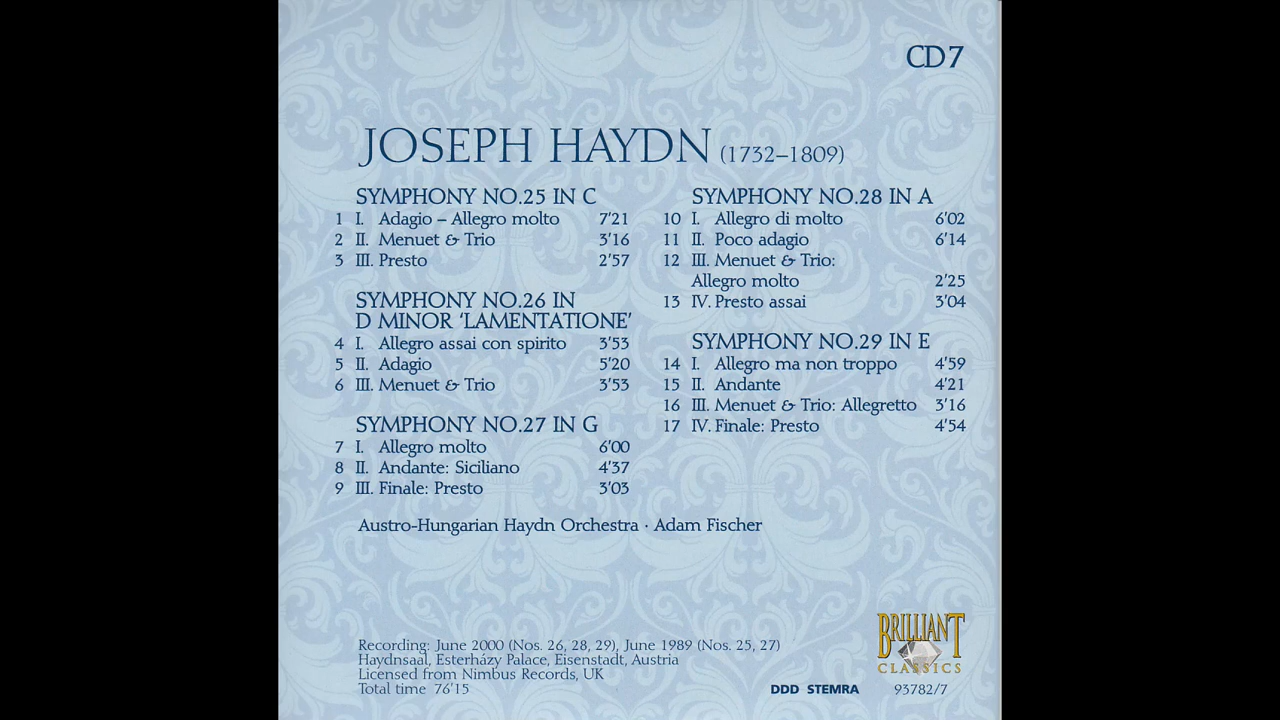 CD 7
JOSEPH HAYDN (1732–1809)
SYMPHONY NO.25 IN C
1 I. Adagio – Allegro molto 7'21
2 II. Menuet & Trio 3'16
3 III. Presto 2'57
SYMPHONY NO.26 IN
D MINOR 'LAMENTATIONE'
4 I. Allegro assai con spirito 3'53
5 II. Adagio 5'20
6 III. Menuet & Trio 3'53
SYMPHONY NO.27 IN G
7 I. Allegro molto 6'00
8 II. Andante: Siciliano 4'37
9 III. Finale: Presto 3'03
SYMPHONY NO.28 IN A
10 I. Allegro di molto 6'02
11 II. Poco adagio 6'14
12 III. Menuet & Trio:
Allegro molto 2'25
13 IV. Presto assai 3'04
SYMPHONY NO.29 IN E
14 I. Allegro ma non troppo 4'59
15 II. Andante 4'21
16 III. Menuet & Trio: Allegretto 3'16
17 IV. Finale: Presto 4'54
Austro-Hungarian Haydn Orchestra · Adam Fischer
Recording: June 2000 (Nos. 26, 28, 29), June 1989 (Nos. 25, 27)
Haydnsaal, Esterházy Palace, Eisenstadt, Austria
Licensed from Nimbus Records, UK
Total time 76'15
DDD STEMRA
BRILLIANT
CLASSICS
93782/7